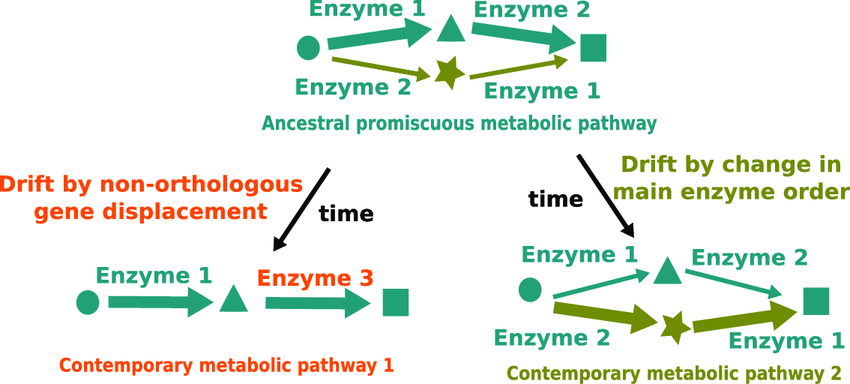 Enzyme 1 Enzyme 2
Enzyme 2 Enzyme 1
Ancestral promiscuous metabolic pathway
Drift by non-orthologous
gene displacement
time
time
Drift by change in
main enzyme order
Enzyme 1 Enzyme 3
Contemporary metabolic pathway 1
Enzyme 1 Enzyme 2
Enzyme 2 Enzyme 1
Contemporary metabolic pathway 2